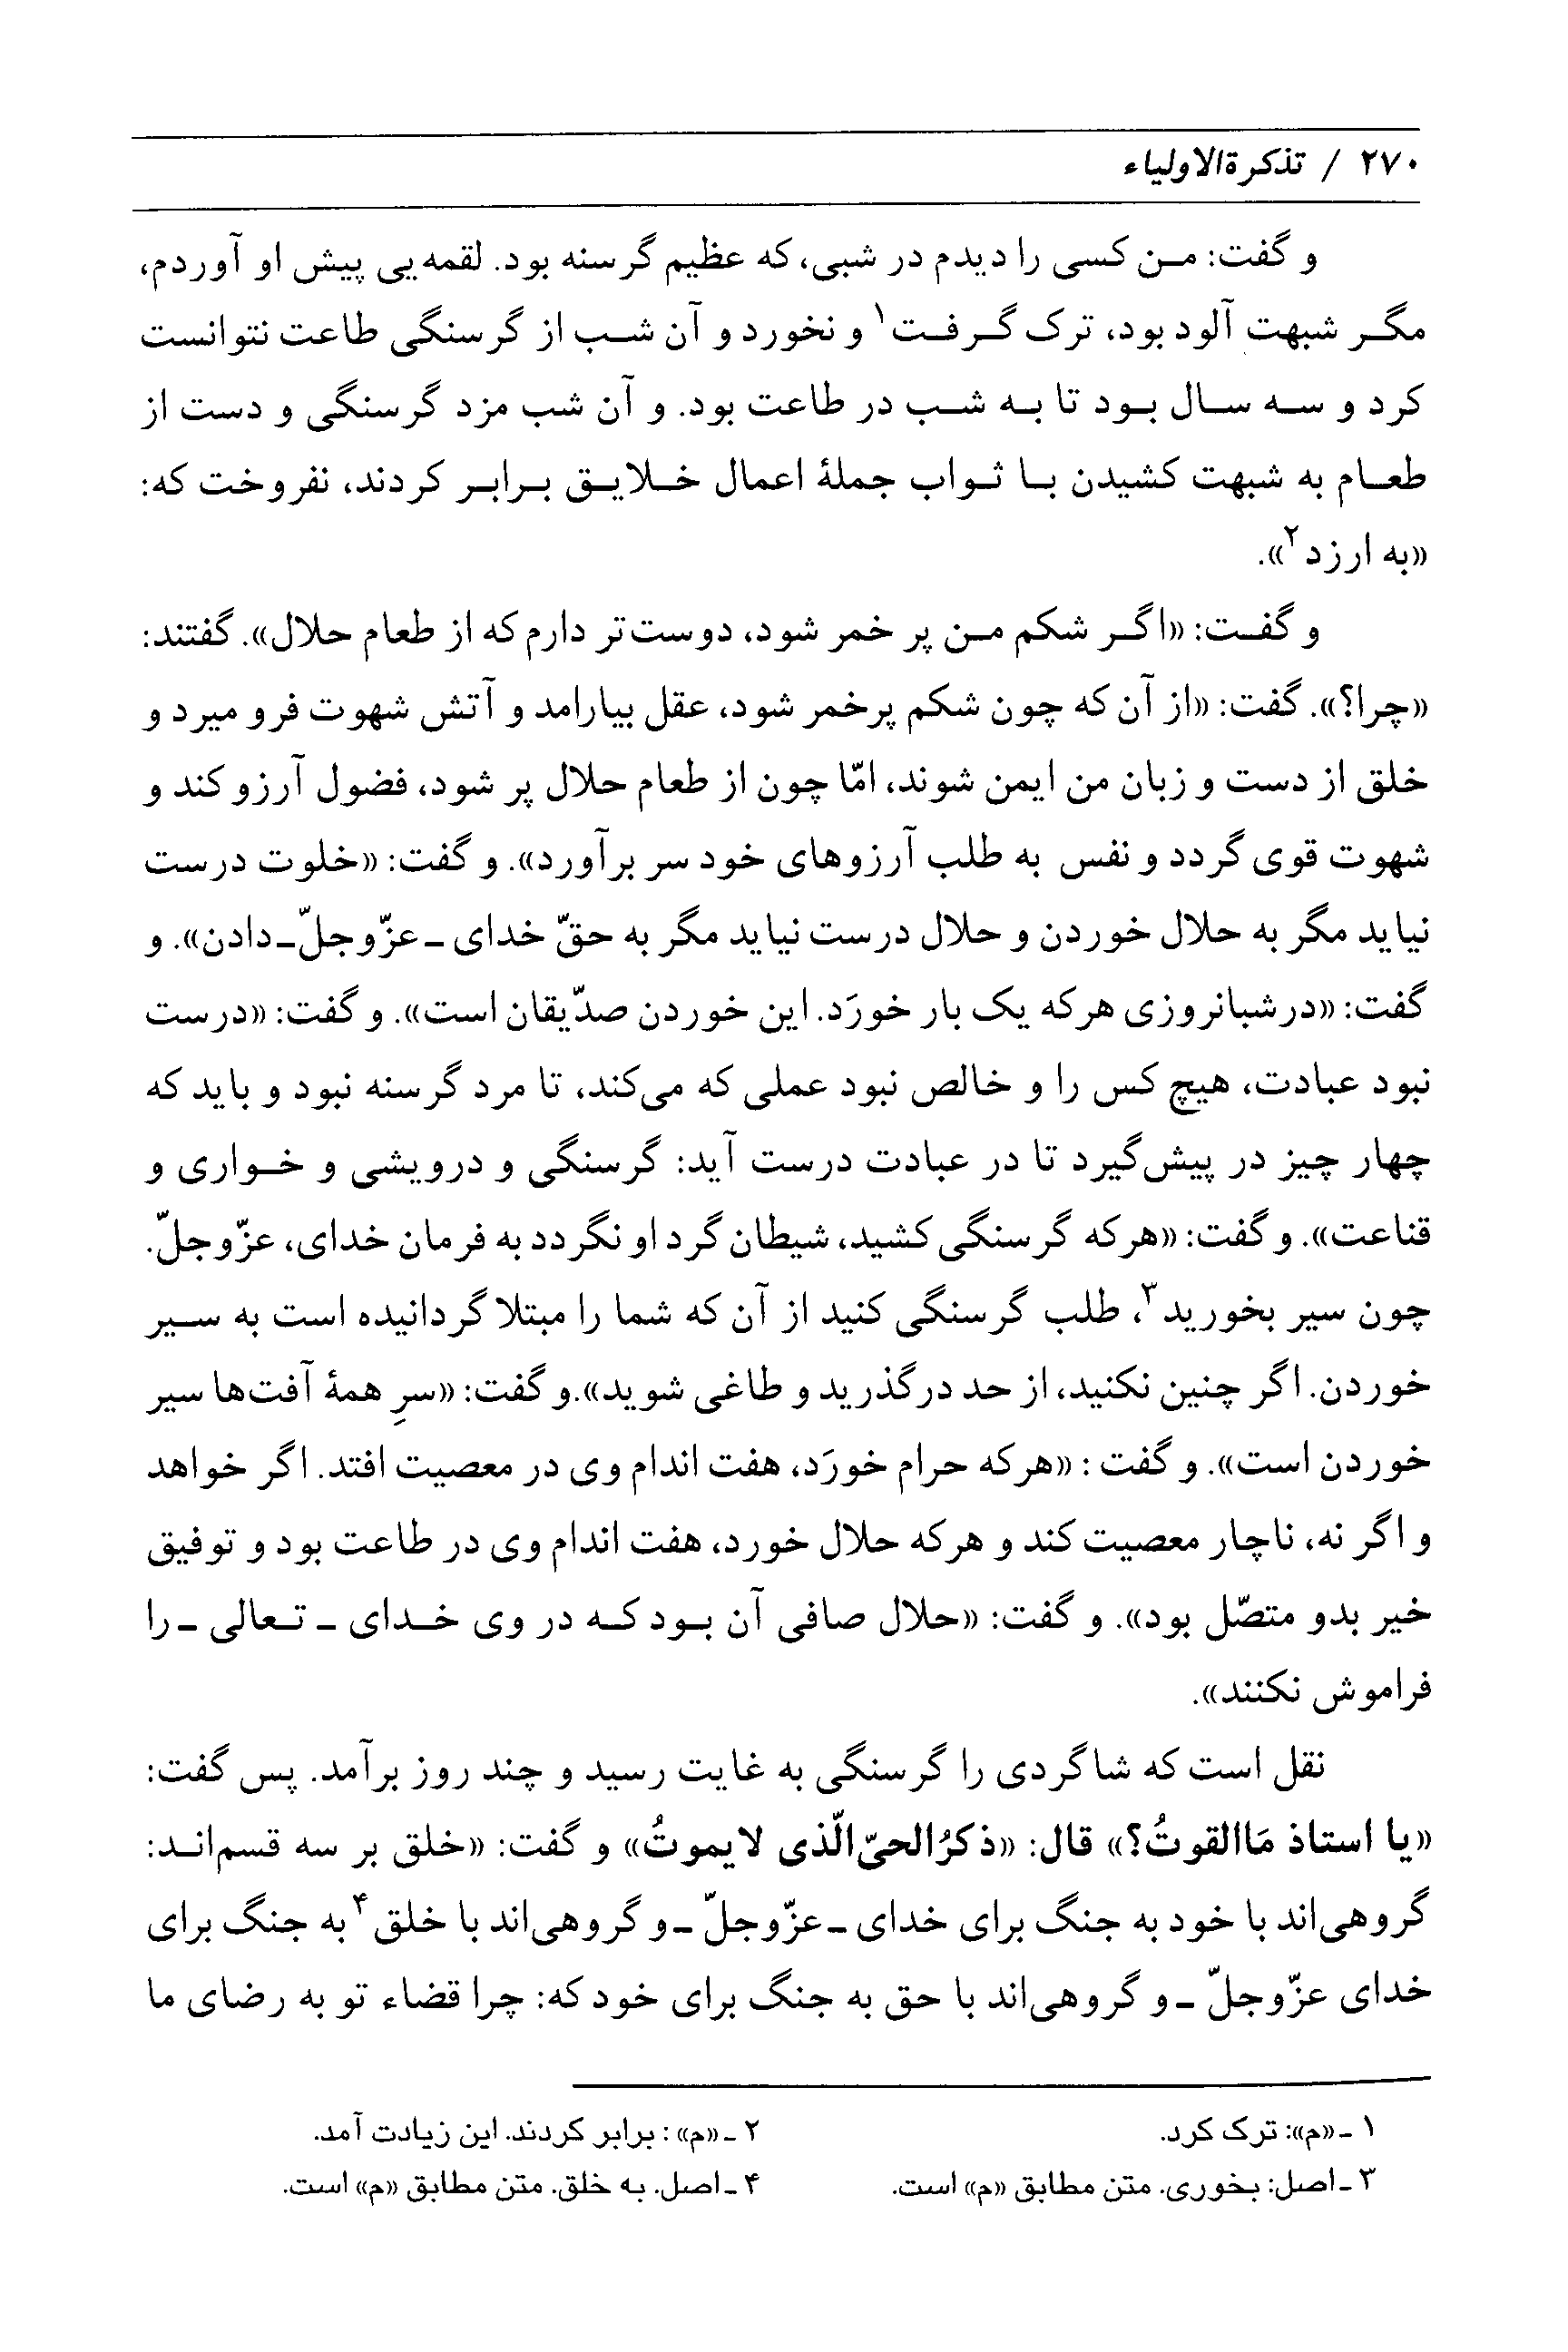 ۲۷۰ / تذکرةالاولیاء
و گفت: من کسی را دیدم در شبی، که عظیم گرسنه بود. لقمه‌یی پیش او آوردم،
مگر شبهت آلود بود، ترک گرفت۱ و نخورد و آن شب از گرسنگی طاعت نتوانست
کرد و سه سال بود تا به شب در طاعت بود. و آن شب مزد گرسنگی و دست از
طعام به شبهت کشیدن با ثواب جملهٔ اعمال خلایق برابر کردند، نفروخت که:
«به ارزد۲».
و گفت: «اگر شکم من پر خمر شود، دوست‌تر دارم که از طعام حلال». گفتند:
«چرا؟». گفت: «از آن که چون شکم پرخمر شود، عقل بیارامد و آتش شهوت فرو میرد و
خلق از دست و زبان من ایمن شوند، امّا چون از طعام حلال پر شود، فضول آرزو کند و
شهوت قوی گردد و نفس به طلب آرزوهای خود سر برآورد». و گفت: «خلوت درست
نیاید مگر به حلال خوردن و حلال درست نیاید مگر به حقّ خدای ـ عزّوجلّ ـ دادن». و
گفت: «درشبانروزی هرکه یک بار خورَد. این خوردن صدّیقان است». و گفت: «درست
نبود عبادت، هیچ کس را و خالص نبود عملی که می‌کند، تا مرد گرسنه نبود و باید که
چهار چیز در پیش‌گیرد تا در عبادت درست آید: گرسنگی و درویشی و خواری و
قناعت». و گفت: «هرکه گرسنگی کشید، شیطان گرد او نگردد به فرمان خدای، عزّوجلّ.
چون سیر بخورید۳، طلب گرسنگی کنید از آن که شما را مبتلا گردانیده است به سیر
خوردن. اگر چنین نکنید، از حد درگذرید و طاغی شوید».و گفت: «سرِ همهٔ آفت‌ها سیر
خوردن است». و گفت : «هرکه حرام خورَد، هفت اندام وی در معصیت افتد. اگر خواهد
و اگر نه، ناچار معصیت کند و هرکه حلال خورد، هفت اندام وی در طاعت بود و توفیق
خیر بدو متصّل بود». و گفت: «حلال صافی آن بود که در وی خدای ـ تعالی ـ را
فراموش نکنند».
نقل است که شاگردی را گرسنگی به غایت رسید و چند روز برآمد. پس گفت:
«یا استاذ مَاالقوتُ؟» قال: «ذکرُالحیّ‌الّذی لایموتُ» و گفت: «خلق بر سه قسم‌اند:
گروهی‌اند با خود به جنگ برای خدای ـ عزّوجلّ ـ و گروهی‌اند با خلق۴ به جنگ برای
خدای عزّوجلّ ـ و گروهی‌اند با حق به جنگ برای خود که: چرا قضاء تو به رضای ما
۱ ـ «م»: ترک کرد.
۲ ـ «م» : برابر کردند. این زیادت آمد.
۳ ـ اصل: بخوری. متن مطابق «م» است.
۴ ـ اصل. به خلق. متن مطابق «م» است.